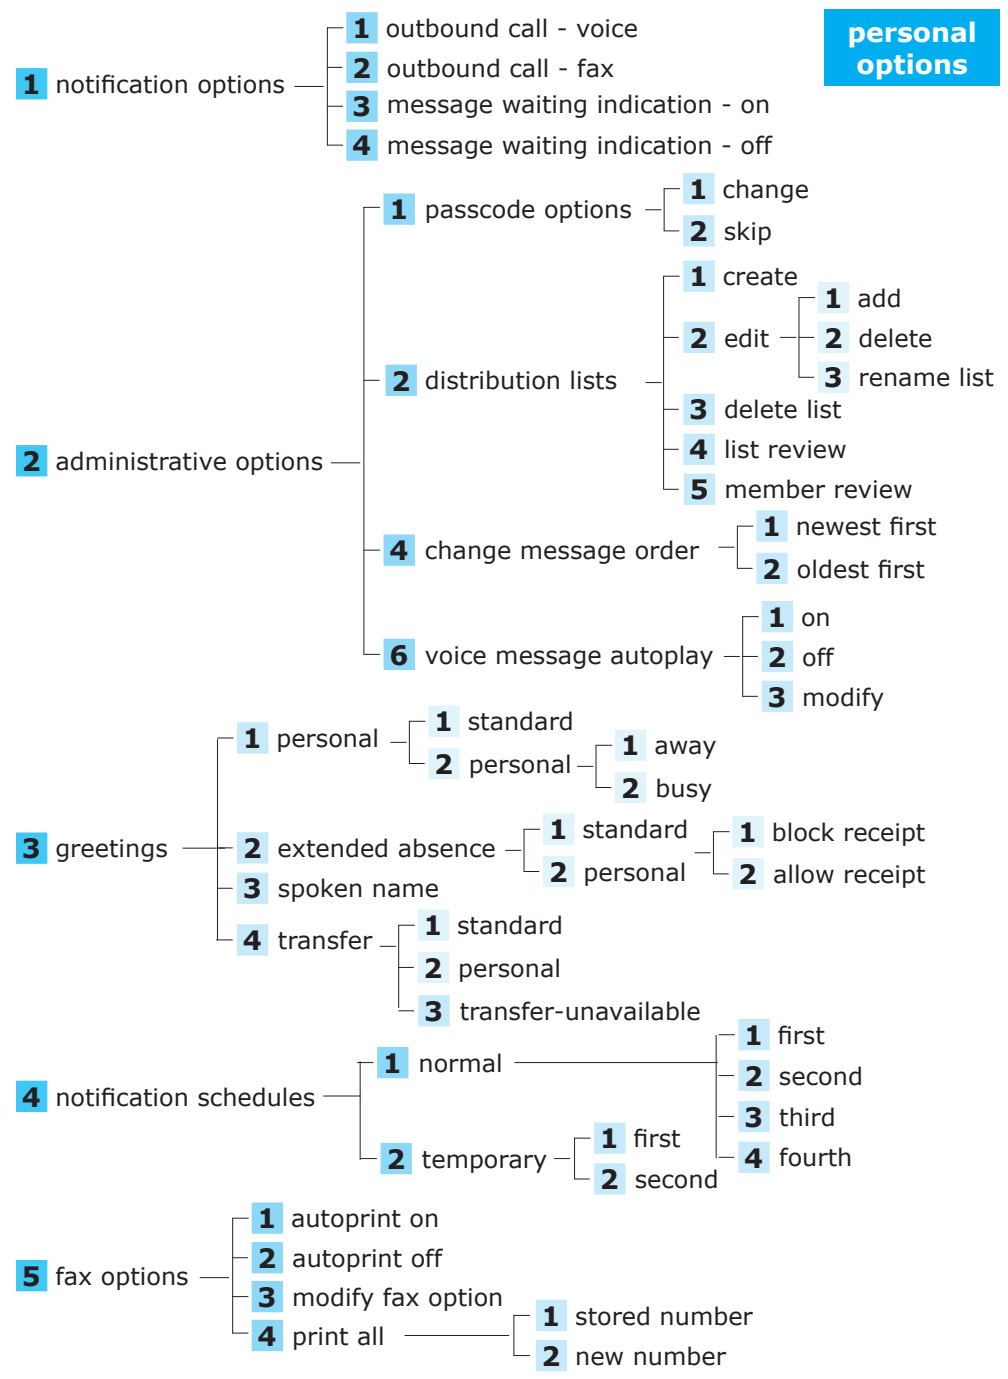 personal
options
1 notification options
1 outbound call - voice
2 outbound call - fax
3 message waiting indication - on
4 message waiting indication - off
2 administrative options
1 passcode options
1 change
2 skip
2 distribution lists
1 create
2 edit
1 add
2 delete
3 rename list
3 delete list
4 list review
5 member review
4 change message order
1 newest first
2 oldest first
6 voice message autoplay
1 on
2 off
3 modify
3 greetings
1 personal
1 standard
2 personal
1 away
2 busy
2 extended absence
1 standard
2 personal
1 block receipt
2 allow receipt
3 spoken name
4 transfer
1 standard
2 personal
3 transfer-unavailable
4 notification schedules
1 normal
1 first
2 second
3 third
4 fourth
2 temporary
1 first
2 second
5 fax options
1 autoprint on
2 autoprint off
3 modify fax option
4 print all
1 stored number
2 new number